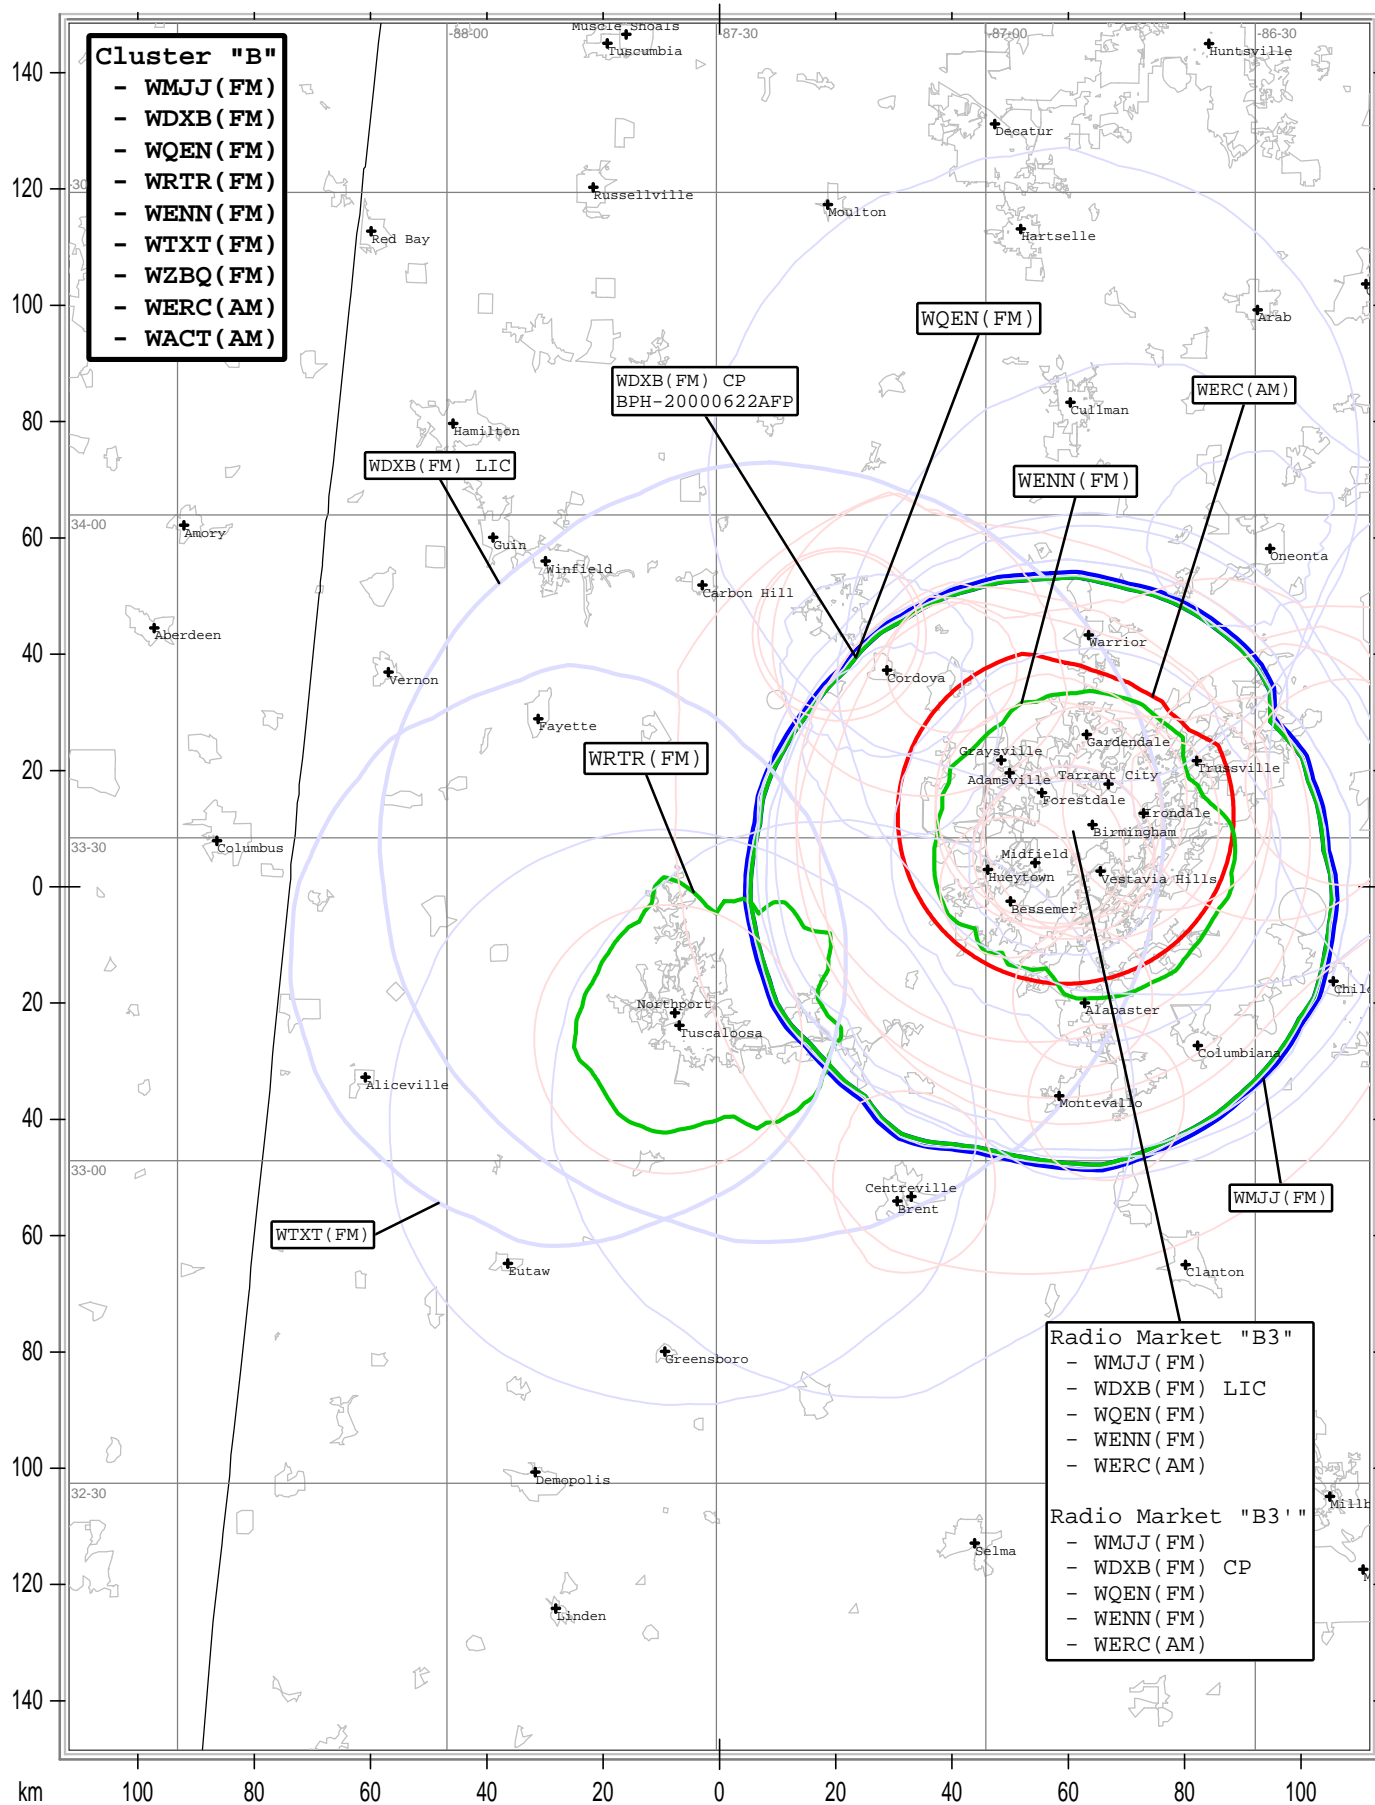 Cluster "B"
- WMJJ(FM)
- WDXB(FM)
- WQEN(FM)
- WRTR(FM)
- WENN(FM)
- WTXT(FM)
- WZBQ(FM)
- WERC(AM)
- WACT(AM)
-88:00
-87:30
-87:00
-86:30
Muscle Shoals
Tuscumbia
Huntsville
Decatur
Russellville
Moulton
Hartselle
Red Bay
Arab
WQEN(FM)
WDXB(FM) CP
BPH-20000622AFP
WERC(AM)
Cullman
Hamilton
WDXB(FM) LIC
WENN(FM)
34-00
Amory
Guin
Winfield
Oneonta
Carbon Hill
Aberdeen
Warrior
Vernon
Cordova
Fayette
WRTR(FM)
Gardendale
Graysville
Trussville
Adamsville
Tarrant City
Forestdale
Irondale
Birmingham
33-30
Columbus
Midfield
Hueytown
Vestavia Hills
Bessemer
Northport
Tuscaloosa
Alabaster
Columbiana
Aliceville
Montevallo
33-00
Centreville
Brent
WMJJ(FM)
WTXT(FM)
Eutaw
Clanton
Greensboro
Radio Market "B3"
- WMJJ(FM)
- WDXB(FM) LIC
- WQEN(FM)
- WENN(FM)
- WERC(AM)
Radio Market "B3'"
- WMJJ(FM)
- WDXB(FM) CP
- WQEN(FM)
- WENN(FM)
- WERC(AM)
Demopolis
32-30
Selma
Linden
140
120
100
80
60
40
20
0
20
40
60
80
100
120
140
km 100 80 60 40 20 0 20 40 60 80 100